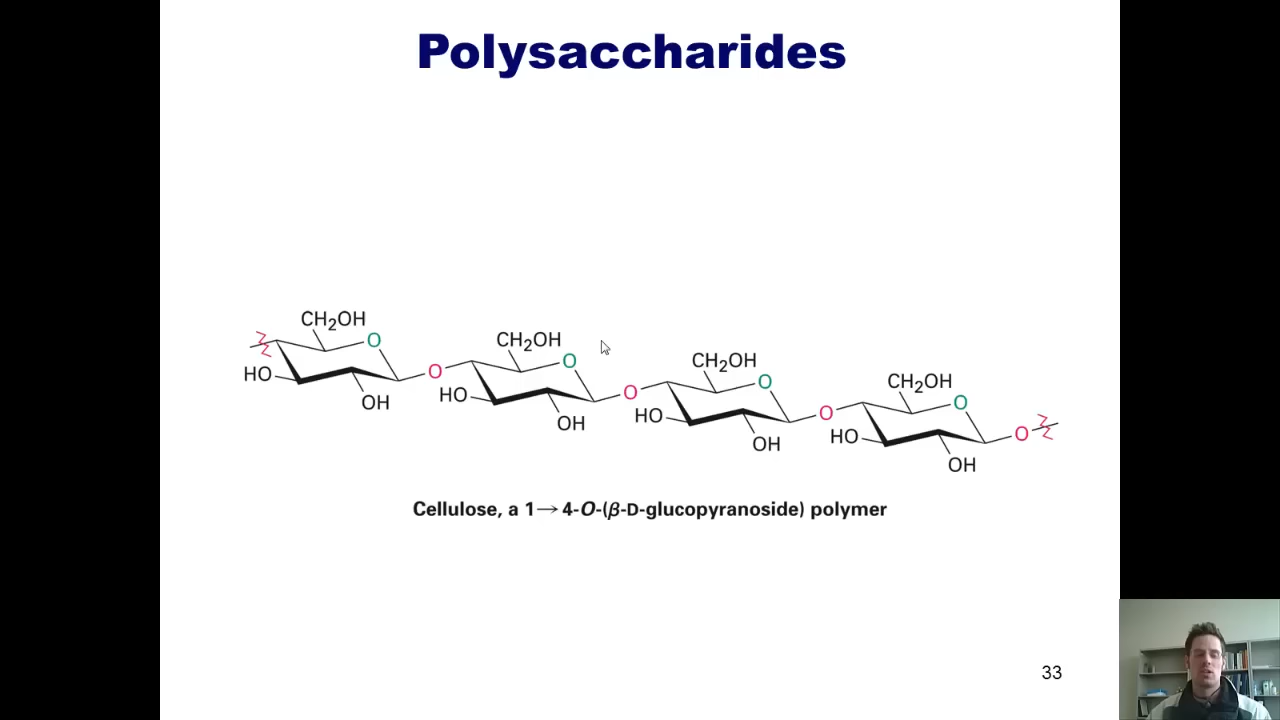 Polysaccharides
CH₂OH
O
HO
OH
O
CH₂OH
O
HO
OH
O
CH₂OH
O
HO
OH
O
CH₂OH
O
HO
OH
O
Cellulose, a 1→4-O-(β-D-glucopyranoside) polymer
33